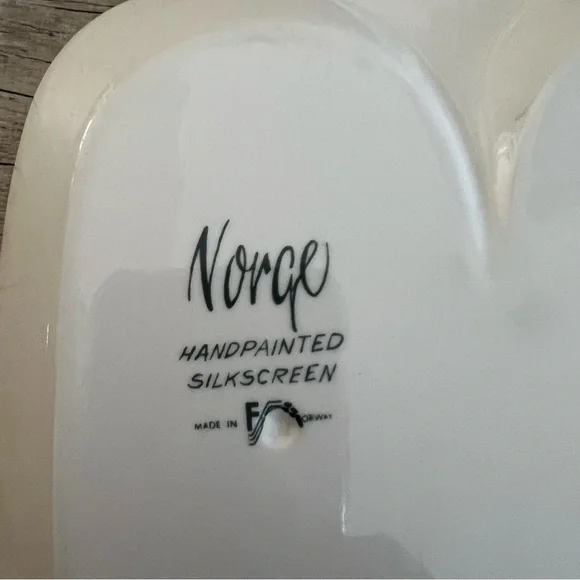 Norge
HANDPAINTED
SILKSCREEN
MADE IN F